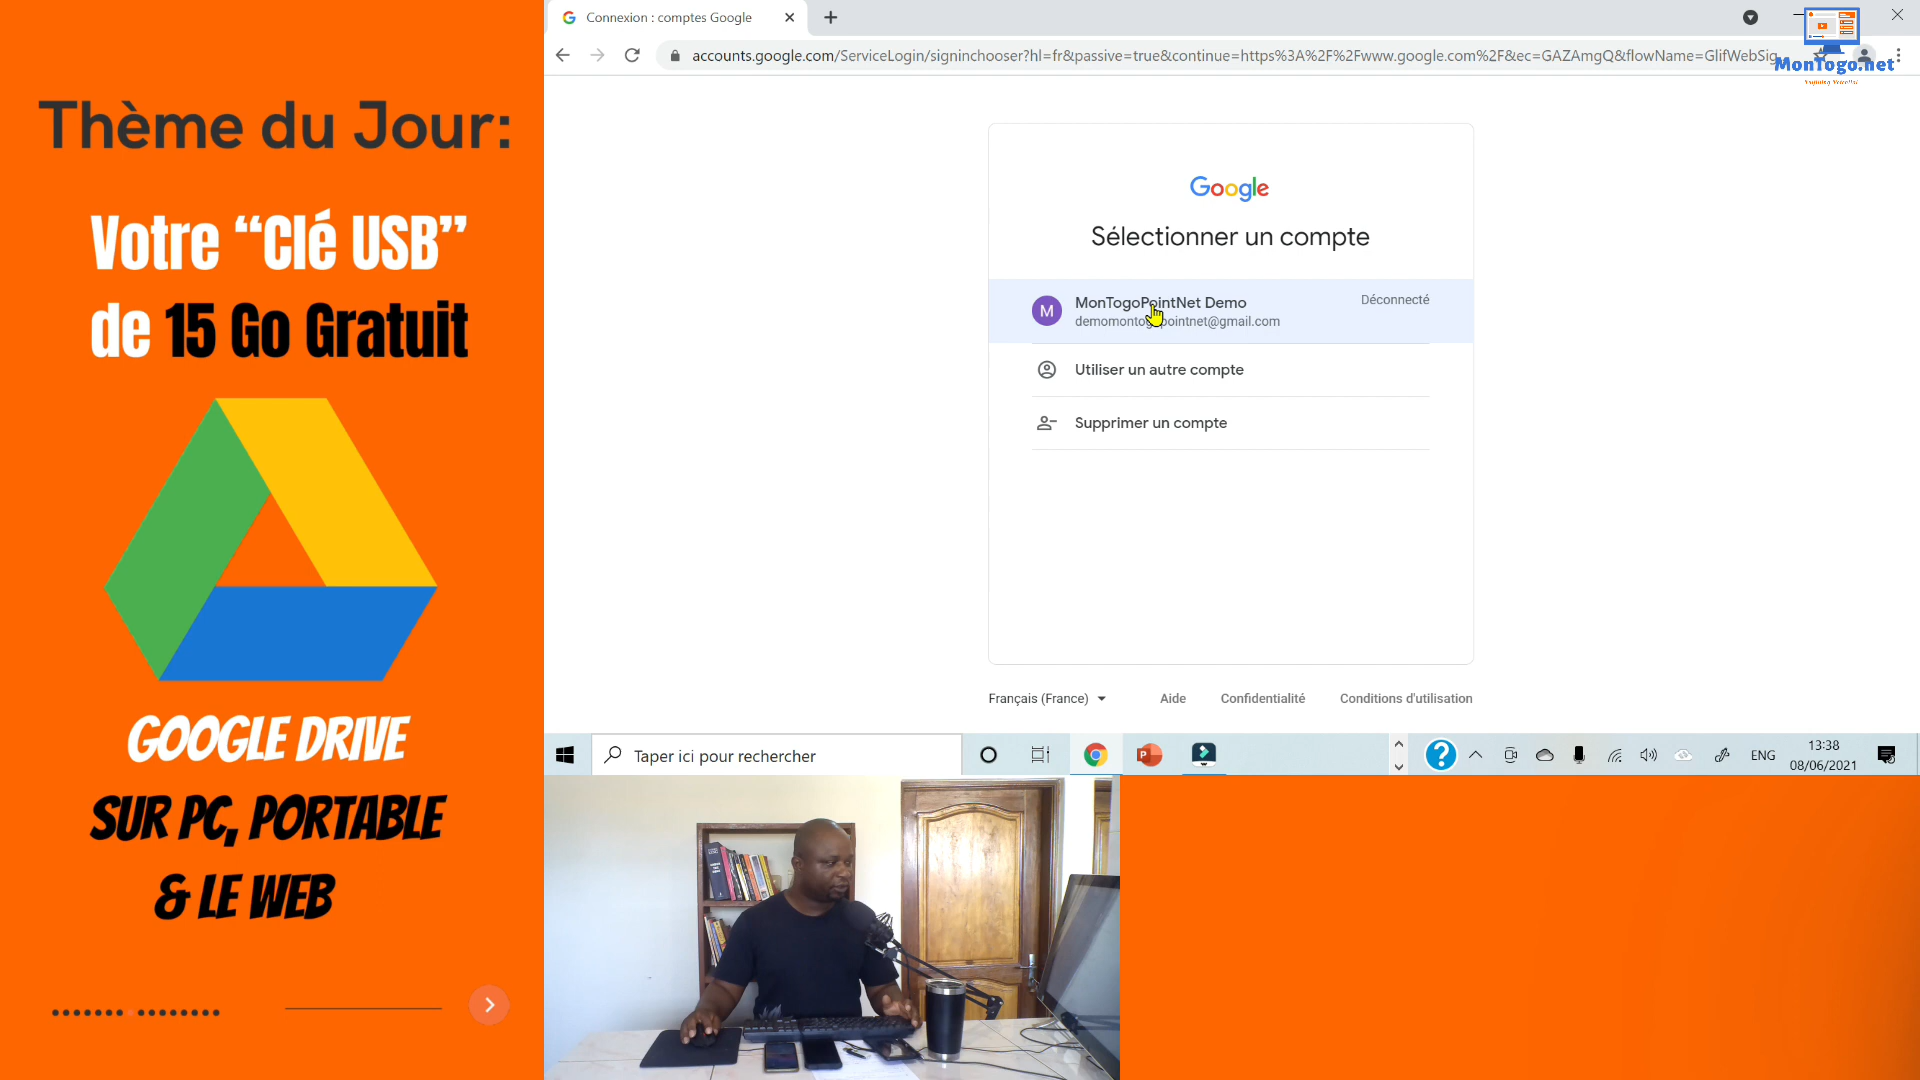 Thème du Jour:
Votre “Clé USB”
de 15 Go Gratuit
GOOGLE DRIVE
SUR PC, PORTABLE
& LE WEB
Connexion : comptes Google
accounts.google.com/ServiceLogin/signinchooser?hl=fr&passive=true&continue=https%3A%2F%2Fwww.google.com%2F&ec=GAZAmgQ&flowName=GlifWebSig
MonTogo.net
Google
Sélectionner un compte
M
MonTogoPointNet Demo
Déconnecté
demomontogopointnet@gmail.com
Utiliser un autre compte
Supprimer un compte
Français (France)
Aide
Confidentialité
Conditions d'utilisation
Taper ici pour rechercher
ENG
13:38
08/06/2021